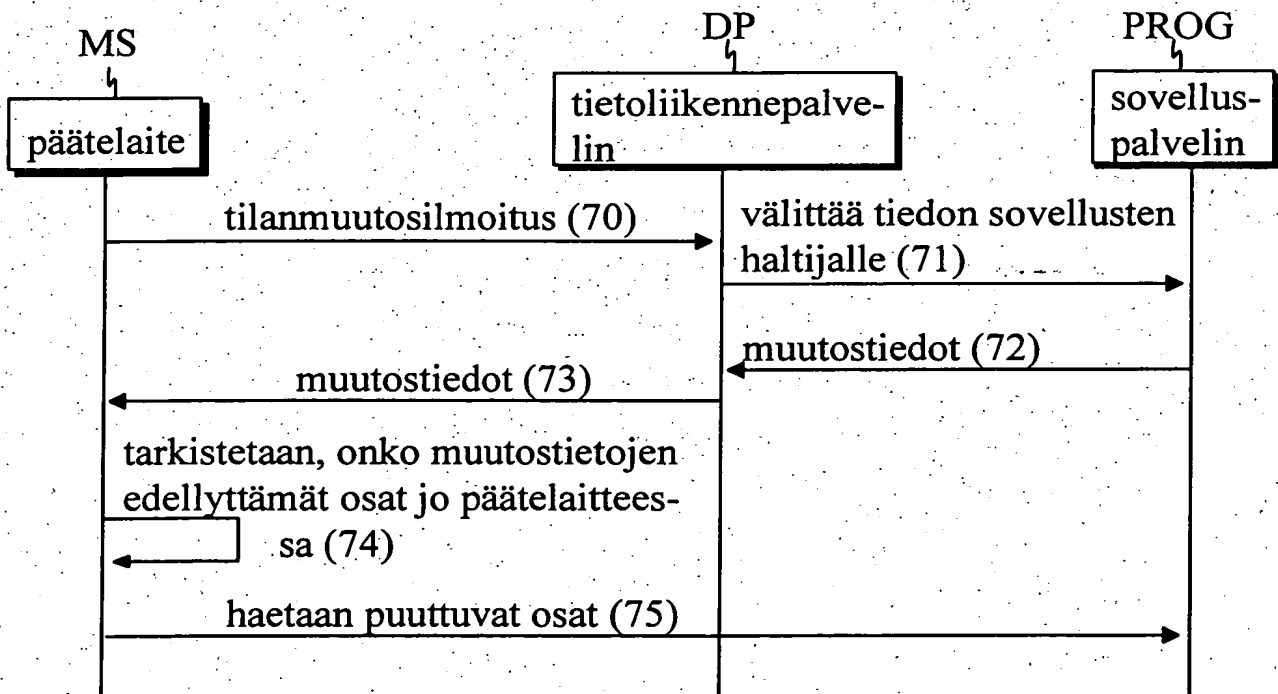 MS
DP
PROG
päätelaite
tietoliikennepalve-
lin
sovellus-
palvelin
tilanmuutosilmoitus (70)
välittää tiedon sovellusten
haltijalle (71)
muutostiedot (72)
muutostiedot (73)
tarkistetaan, onko muutostietojen
edellyttämät osat jo päätelaittees-
sa (74)
haetaan puuttuvat osat (75)